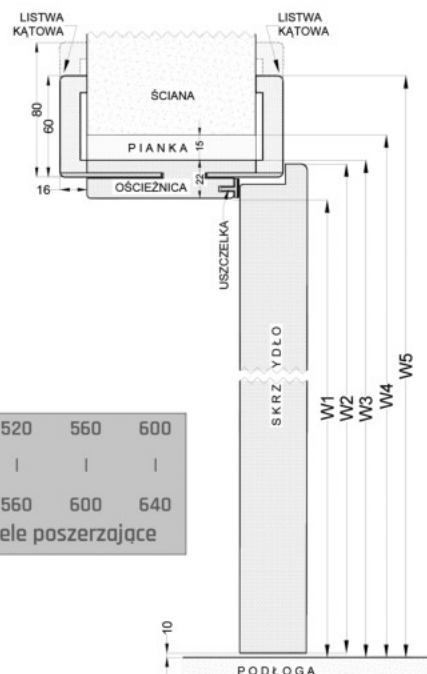 LISTWA
KĄTOWA
LISTWA
KĄTOWA
ŚCIANA
80
60
PIANKA
15
16
OŚCIEŻNICA
22
USZCZELKA
SKRZYDŁO
W1
W2
W3
W4
W5
520 560 600
| | |
560 600 640
ele poszerzające
10
PODŁOGA